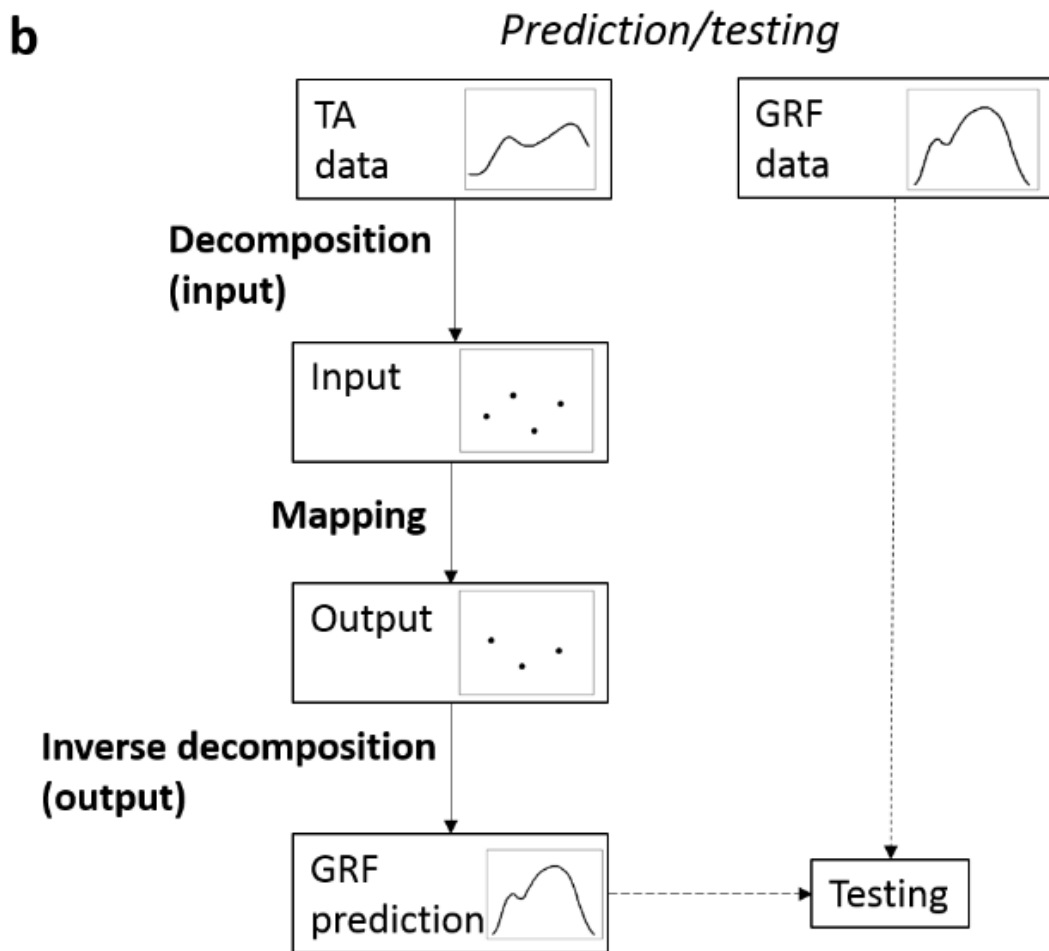 b
Prediction/testing
TA
data
GRF
data
Decomposition
(input)
Input
Mapping
Output
Inverse decomposition
(output)
GRF
prediction
Testing